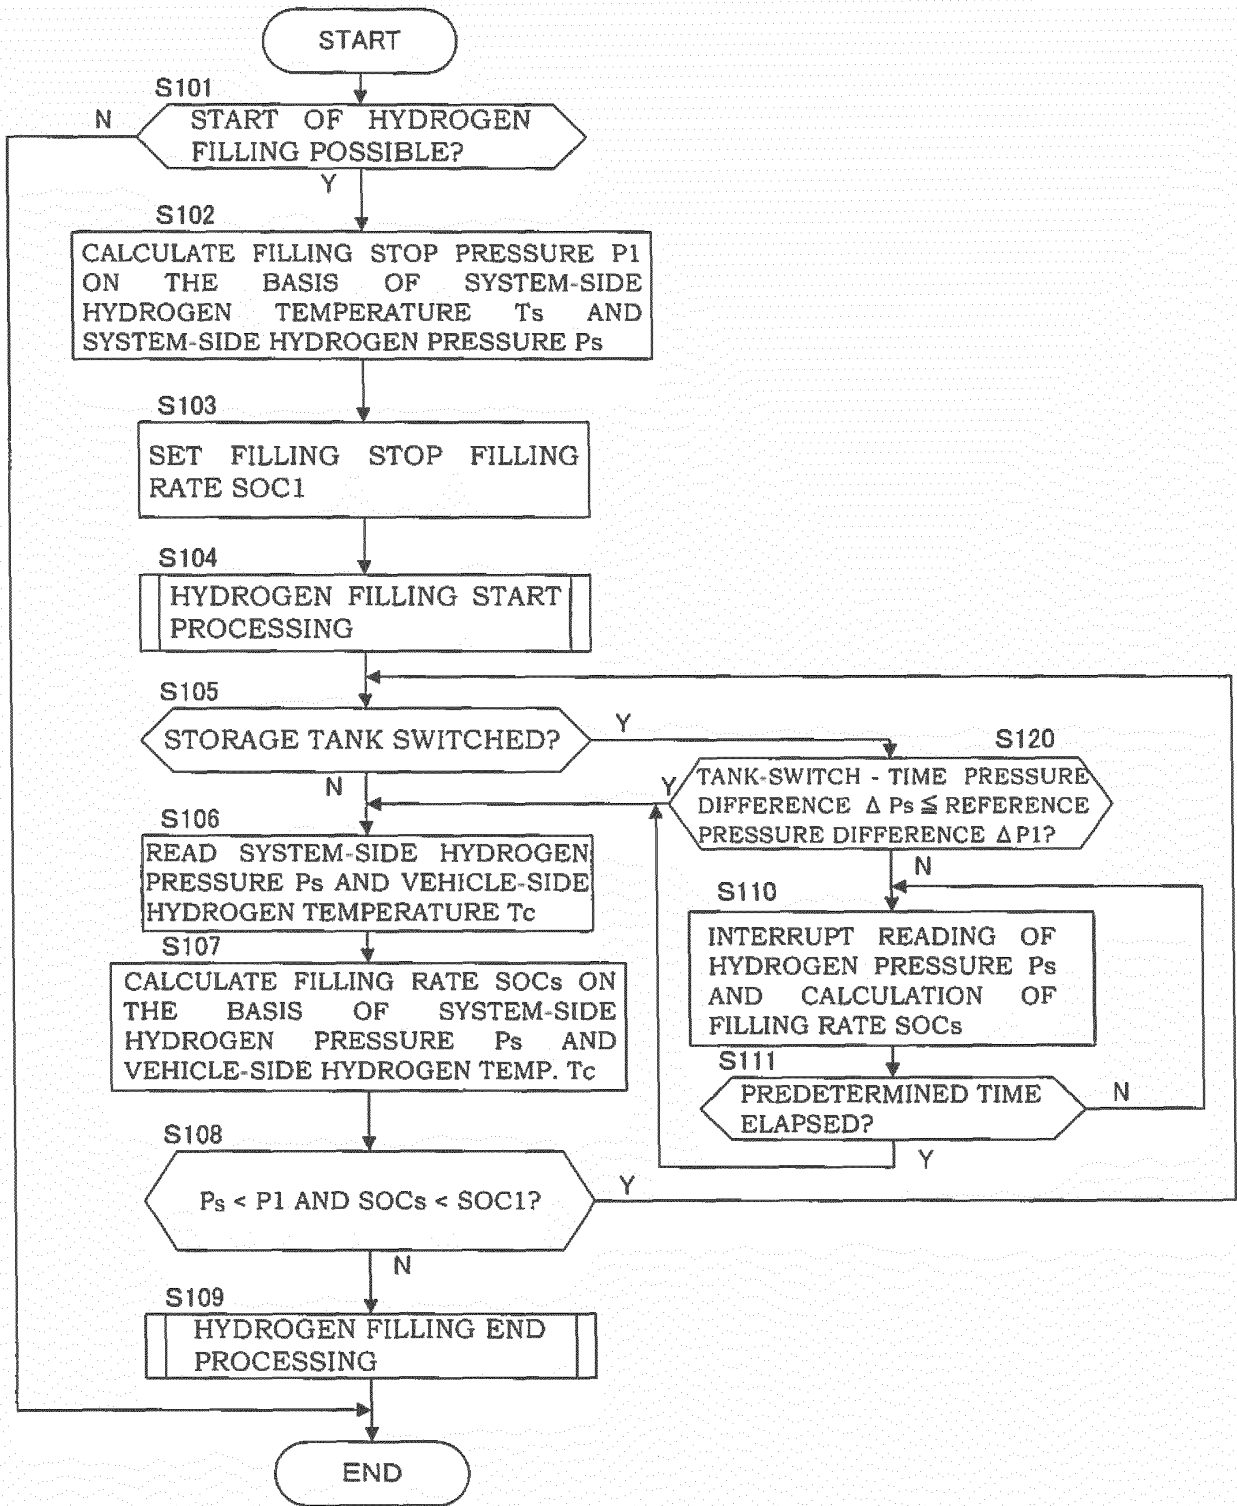 START
S101
N
START OF HYDROGEN
FILLING POSSIBLE?
Y
S102
CALCULATE FILLING STOP PRESSURE P1
ON THE BASIS OF SYSTEM-SIDE
HYDROGEN TEMPERATURE Ts AND
SYSTEM-SIDE HYDROGEN PRESSURE Ps
S103
SET FILLING STOP FILLING
RATE SOC1
S104
HYDROGEN FILLING START
PROCESSING
S105
STORAGE TANK SWITCHED?
Y
N
S120
TANK-SWITCH - TIME PRESSURE
DIFFERENCE Δ Ps ≦ REFERENCE
PRESSURE DIFFERENCE Δ P1?
Y
N
S106
READ SYSTEM-SIDE HYDROGEN
PRESSURE Ps AND VEHICLE-SIDE
HYDROGEN TEMPERATURE Tc
S110
INTERRUPT READING OF
HYDROGEN PRESSURE Ps
AND CALCULATION OF
FILLING RATE SOCs
S107
CALCULATE FILLING RATE SOCs ON
THE BASIS OF SYSTEM-SIDE
HYDROGEN PRESSURE Ps AND
VEHICLE-SIDE HYDROGEN TEMP. Tc
S111
PREDETERMINED TIME
ELAPSED?
N
Y
S108
Ps < P1 AND SOCs < SOC1?
Y
N
S109
HYDROGEN FILLING END
PROCESSING
END